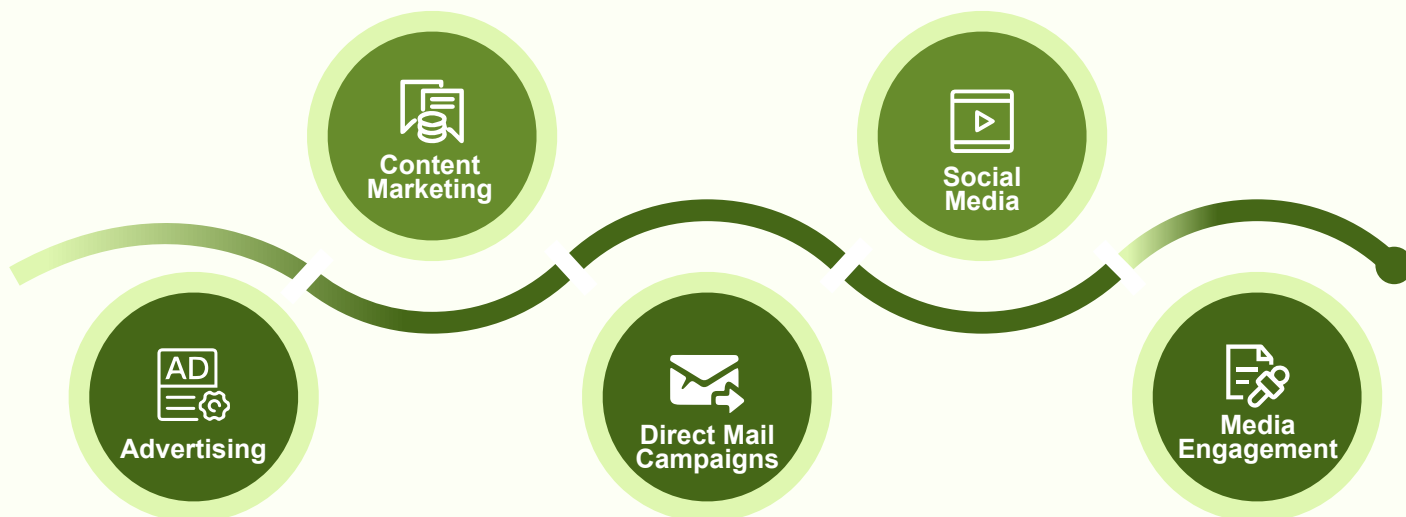 AD
Advertising
Content
Marketing
Direct Mail
Campaigns
Social
Media
Media
Engagement